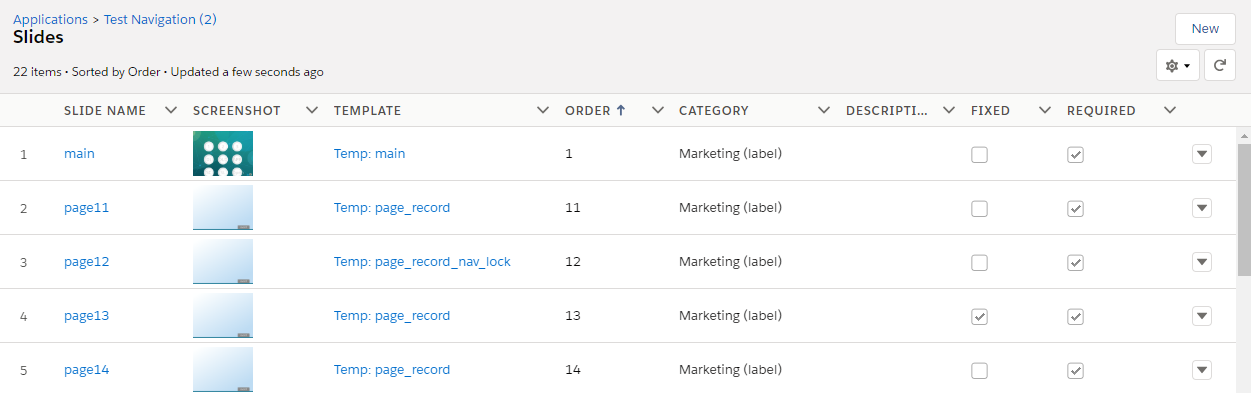 Applications > Test Navigation (2)
Slides
New
22 items • Sorted by Order • Updated a few seconds ago
SLIDE NAME SCREENSHOT TEMPLATE ORDER ↑ CATEGORY DESCRIPTI... FIXED REQUIRED
1 main Temp: main 1 Marketing (label)
2 page11 Temp: page_record 11 Marketing (label)
3 page12 Temp: page_record_nav_lock 12 Marketing (label)
4 page13 Temp: page_record 13 Marketing (label)
5 page14 Temp: page_record 14 Marketing (label)